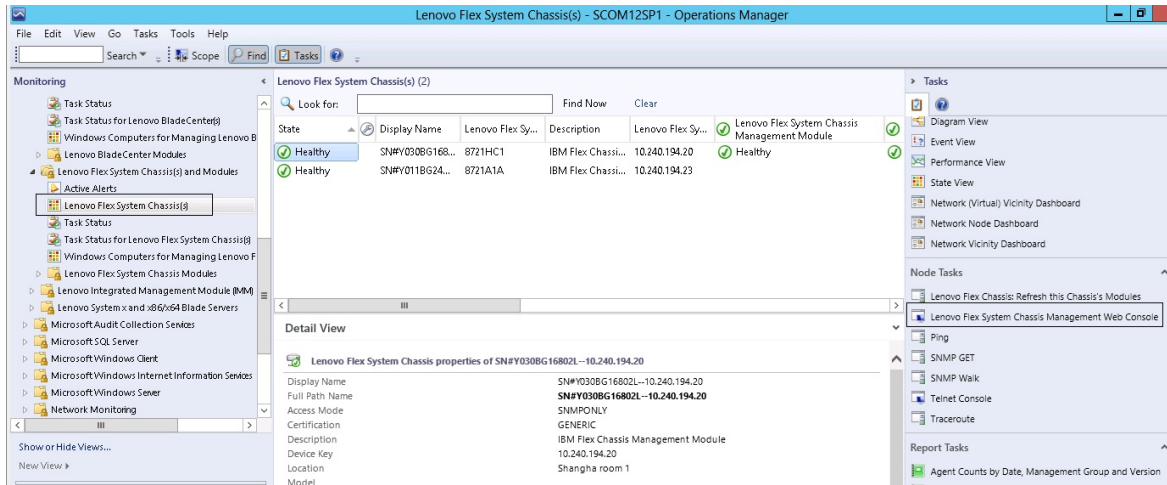 Lenovo Flex System Chassis(s) - SCOM12SP1 - Operations Manager
File Edit View Go Tasks Tools Help
Search Scope Find Tasks
Monitoring
Task Status
Task Status for Lenovo BladeCenter(s)
Windows Computers for Managing Lenovo B
Lenovo BladeCenter Modules
Lenovo Flex System Chassis(s) and Modules
Active Alerts
Lenovo Flex System Chassis(s)
Task Status
Task Status for Lenovo Flex System Chassis(s)
Windows Computers for Managing Lenovo F
Lenovo Flex System Chassis Modules
Lenovo Integrated Management Module (IMM)
Lenovo System x and x86/x64 Blade Servers
Microsoft Audit Collection Services
Microsoft SQL Server
Microsoft Windows Client
Microsoft Windows Internet Information Services
Microsoft Windows Server
Network Monitoring
Show or Hide Views...
New View
Lenovo Flex System Chassis(s) (2)
Look for: Find Now Clear
State Display Name Lenovo Flex Sy... Description Lenovo Flex Sy... Lenovo Flex System Chassis Management Module
Healthy SN#Y030BG168... 8721HC1 IBM Flex Chassi... 10.240.194.20 Healthy
Healthy SN#Y011BG24... 8721A1A IBM Flex Chassi... 10.240.194.23
Detail View
Lenovo Flex System Chassis properties of SN#Y030BG16802L--10.240.194.20
Display Name SN#Y030BG16802L--10.240.194.20
Full Path Name SN#Y030BG16802L--10.240.194.20
Access Mode SNMPONLY
Certification GENERIC
Description IBM Flex Chassis Management Module
Device Key 10.240.194.20
Location Shangha room 1
Model
Tasks
Diagram View
Event View
Performance View
State View
Network (Virtual) Vicinity Dashboard
Network Node Dashboard
Network Vicinity Dashboard
Node Tasks
Lenovo Flex Chassis: Refresh this Chassis's Modules
Lenovo Flex System Chassis Management Web Console
Ping
SNMP GET
SNMP Walk
Telnet Console
Traceroute
Report Tasks
Agent Counts by Date, Management Group and Version